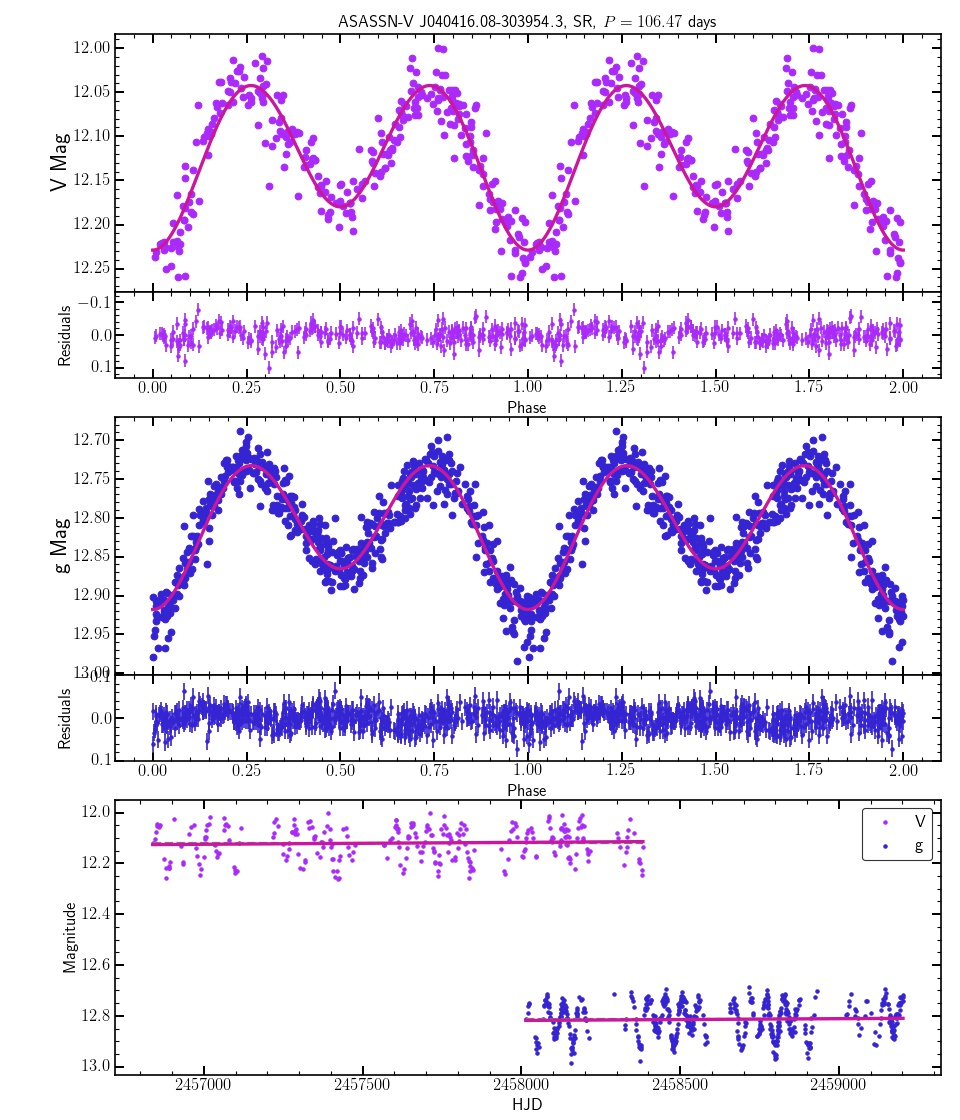 ASASSN-V J040416.08-303954.3, SR, P = 106.47 days
12.00
12.05
12.10
12.15
12.20
12.25
V Mag
−0.1
0.0
0.1
Residuals
0.00 0.25 0.50 0.75 1.00 1.25 1.50 1.75 2.00
Phase
12.70
12.75
12.80
12.85
12.90
12.95
13.00
g Mag
0.1
0.0
0.1
Residuals
0.00 0.25 0.50 0.75 1.00 1.25 1.50 1.75 2.00
Phase
12.0
12.2
12.4
12.6
12.8
13.0
Magnitude
V
g
2457000 2457500 2458000 2458500 2459000
HJD